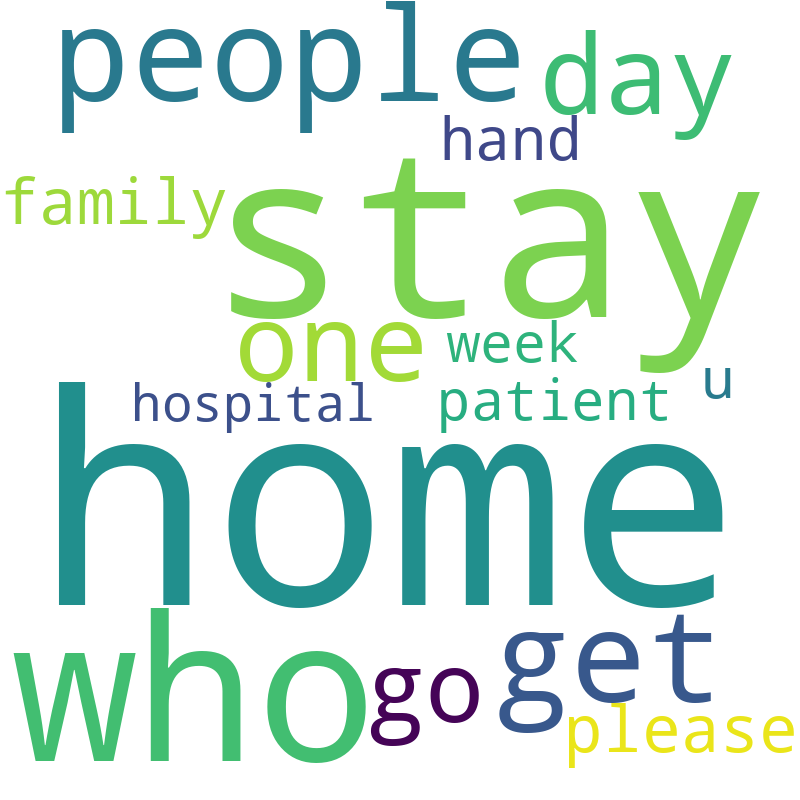 people
day
hand
family
stay
one
week
u
hospital
patient
home
who
go
get
please